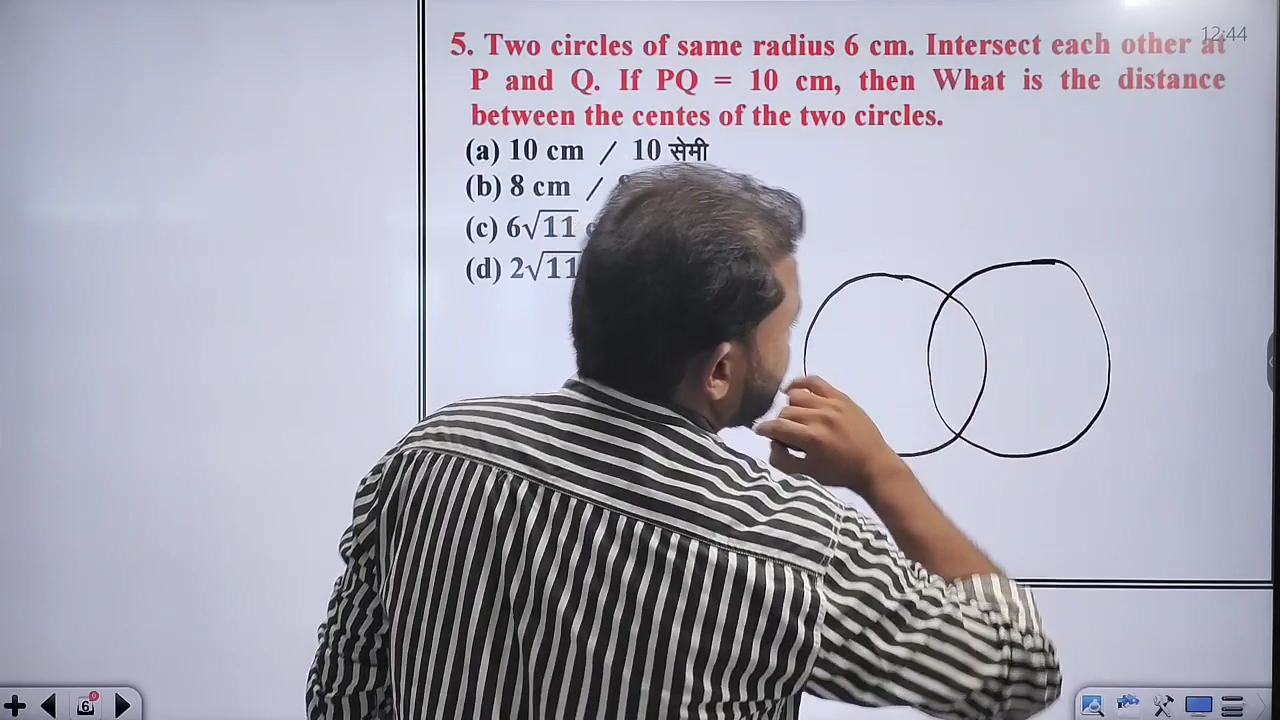 12:44
5. Two circles of same radius 6 cm. Intersect each other at
P and Q. If PQ = 10 cm, then What is the distance
between the centes of the two circles.
(a) 10 cm / 10 सेमी
(b) 8 cm /
(c) 6√11
(d) 2√11
6